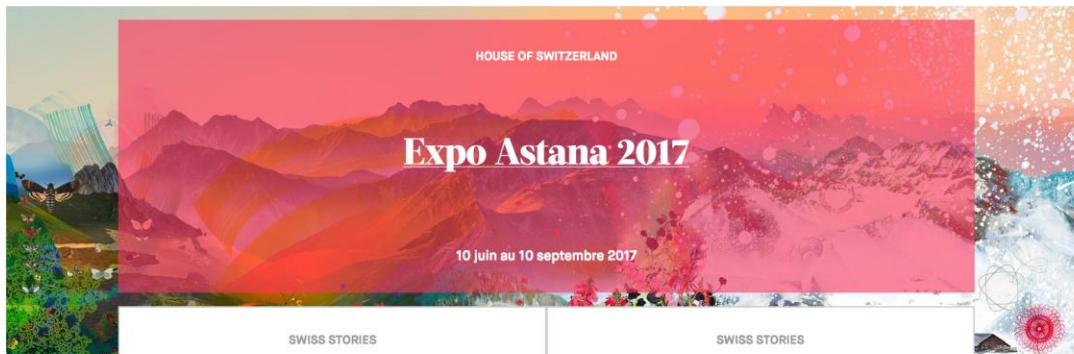 HOUSE OF SWITZERLAND
Expo Astana 2017
10 juin au 10 septembre 2017
SWISS STORIES
SWISS STORIES